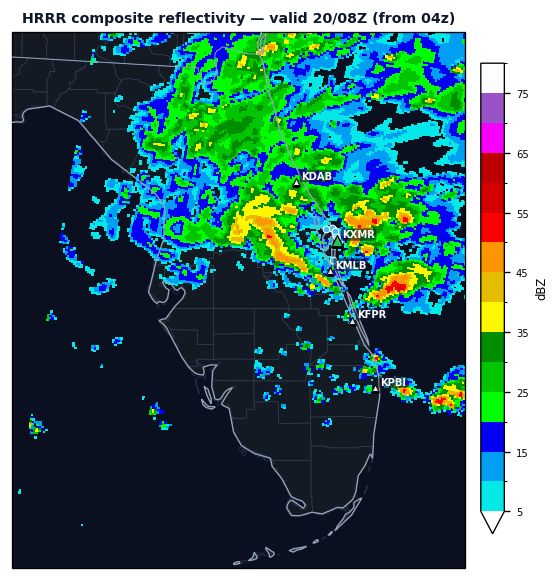 HRRR composite reflectivity — valid 20/08Z (from 04z)
75
65
55
45
35
25
15
5
dBZ
KDAB
KXMR
KMLB
KFPR
KPBI